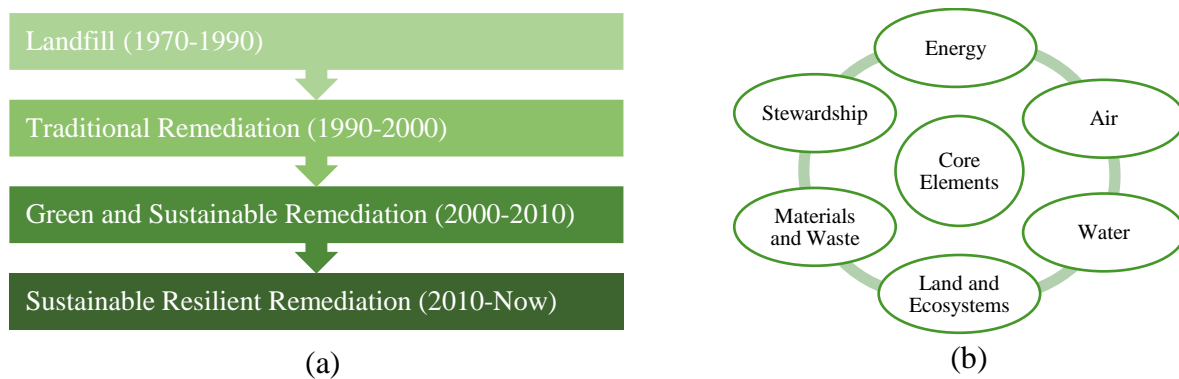 Landfill (1970-1990)
Traditional Remediation (1990-2000)
Green and Sustainable Remediation (2000-2010)
Sustainable Resilient Remediation (2010-Now)
(a)
Energy
Stewardship
Air
Core
Elements
Materials
and Waste
Water
Land and
Ecosystems
(b)